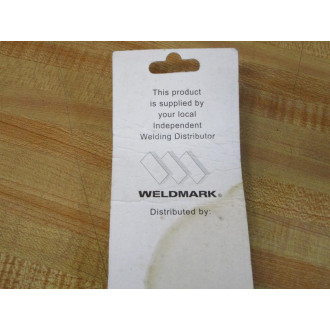 This product
is supplied by
your local
Independent
Welding Distributor
WELDMARK®
Distributed by: